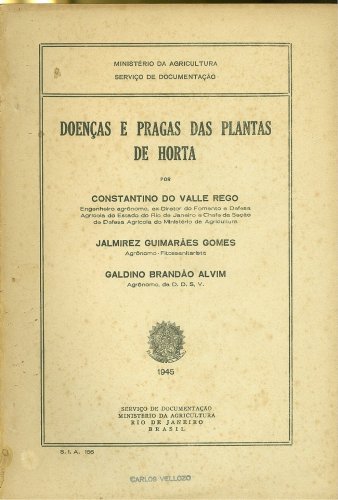 MINISTÉRIO DA AGRICULTURA
SERVIÇO DE DOCUMENTAÇÃO
DOENÇAS E PRAGAS DAS PLANTAS
DE HORTA
POR
CONSTANTINO DO VALLE REGO
Engenheiro agrônomo, ex Diretor do Fomento e Defesa
Agrícola do Estado do Rio de Janeiro e Chefe da Seção
de Defesa Agrícola do Ministério de Agricultura
JALMIREZ GUIMARÃES GOMES
Agrônomo-Fitossanitarista
GALDINO BRANDÃO ALVIM
Agrônomo, da D. D. S. V.
1945
SERVIÇO DE DOCUMENTAÇÃO
MINISTÉRIO DA AGRICULTURA
RIO DE JANEIRO
BRASIL
S. I. A. 156
CARLOS VELLOZO